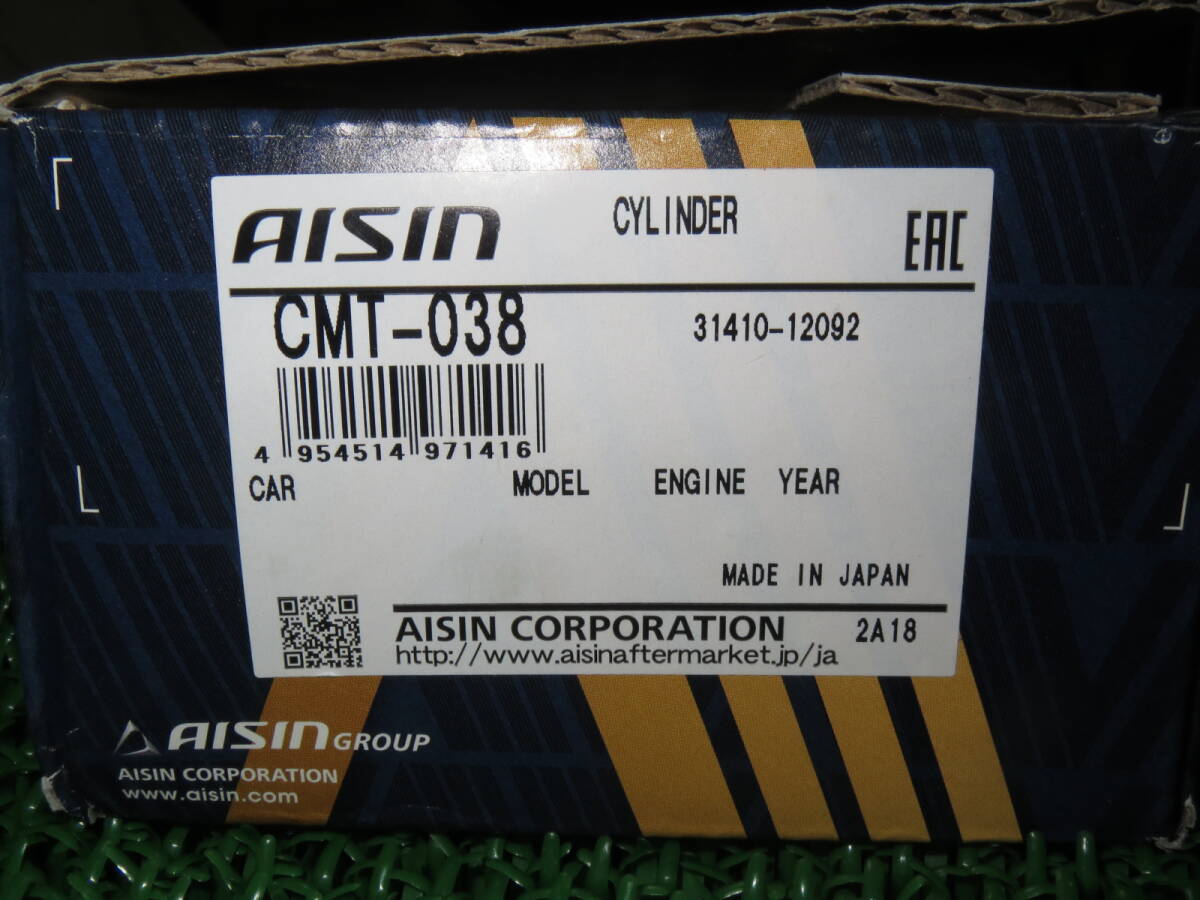 AISIN CYLINDER EAC
CMT-038 31410-12092
4 954514 971416
CAR MODEL ENGINE YEAR
MADE IN JAPAN
AISIN CORPORATION 2A18
http://www.aisinaftermarket.jp/ja
AISIN GROUP
AISIN CORPORATION
www.aisin.com